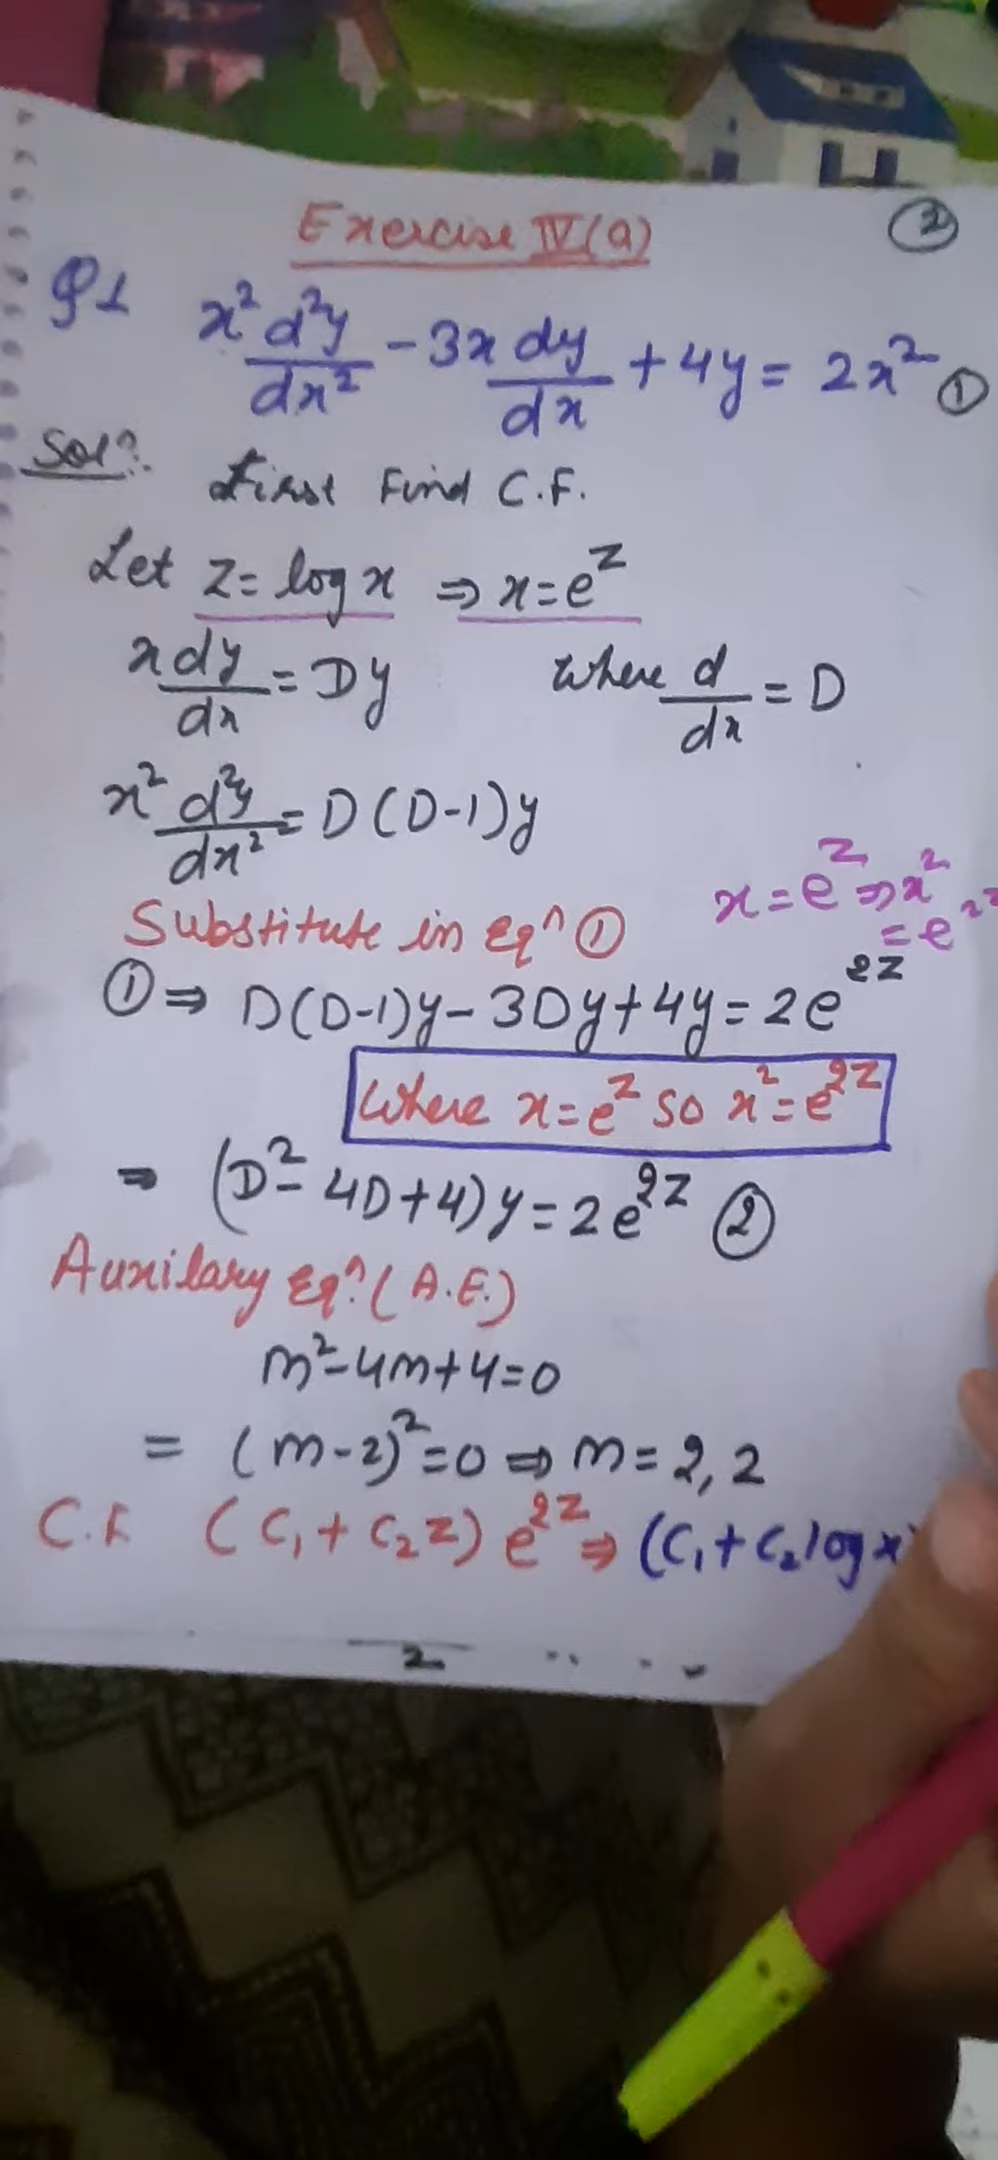 Exercise IV(a) ②
Q1 x² d²y/dx² - 3x dy/dx + 4y = 2x² ①
Solⁿ. First Find C.F.
Let z = log x ⇒ x = e^z
x dy/dx = Dy where d/dx = D
x² d²y/dx² = D(D-1)y
x = e^z ⇒ x²
= e^2z
Substitute in Eqⁿ ①
① ⇒ D(D-1)y - 3Dy + 4y = 2e^2z
Where x = e^z so x² = e^2z
⇒ (D² - 4D + 4)y = 2e^2z ②
Auxilary Eqⁿ. (A.E.)
m² - 4m + 4 = 0
= (m-2)² = 0 ⇒ m = 2, 2
C.F. (C₁ + C₂z) e^2z ⇒ (C₁ + C₂ log x)
2